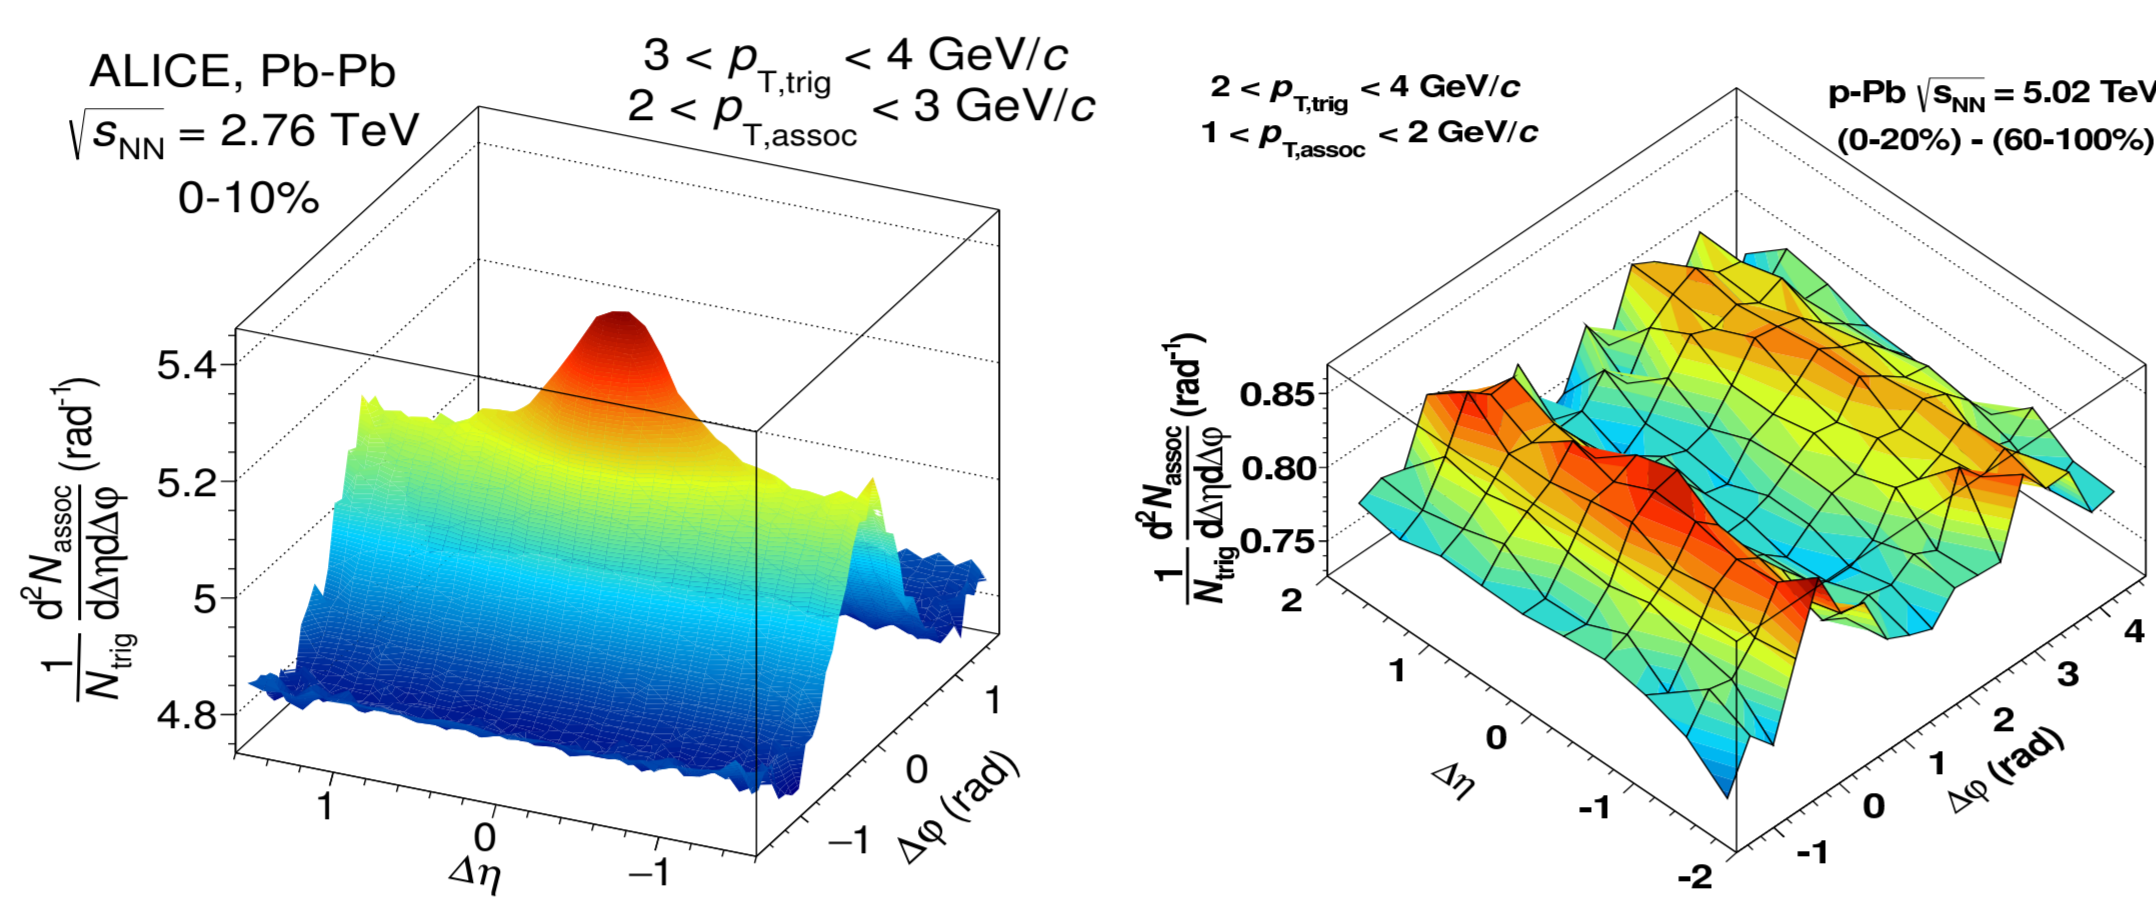 ALICE, Pb-Pb
√sNN = 2.76 TeV
0-10%
3 < pT,trig < 4 GeV/c
2 < pT,assoc < 3 GeV/c
1/Ntrig d²Nassoc/dΔηdΔφ (rad⁻¹)
5.4
5.2
5
4.8
1
0
−1
Δη
−1
0
1
Δφ (rad)
2 < pT,trig < 4 GeV/c
1 < pT,assoc < 2 GeV/c
p-Pb √sNN = 5.02 TeV
(0-20%) - (60-100%)
1/Ntrig d²Nassoc/dΔηdΔφ (rad⁻¹)
0.85
0.80
0.75
2
1
0
-1
-2
Δη
-1
0
1
2
3
4
Δφ (rad)